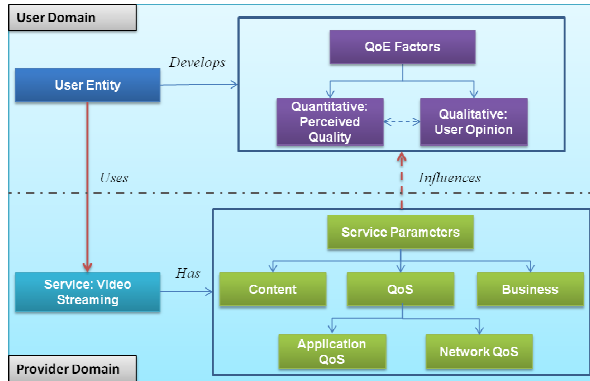 User Domain
QoE Factors
Develops
User Entity
Quantitative:
Perceived
Quality
Qualitative:
User Opinion
Uses
Influences
Service Parameters
Service: Video
Streaming
Has
Content
QoS
Business
Application
QoS
Network QoS
Provider Domain